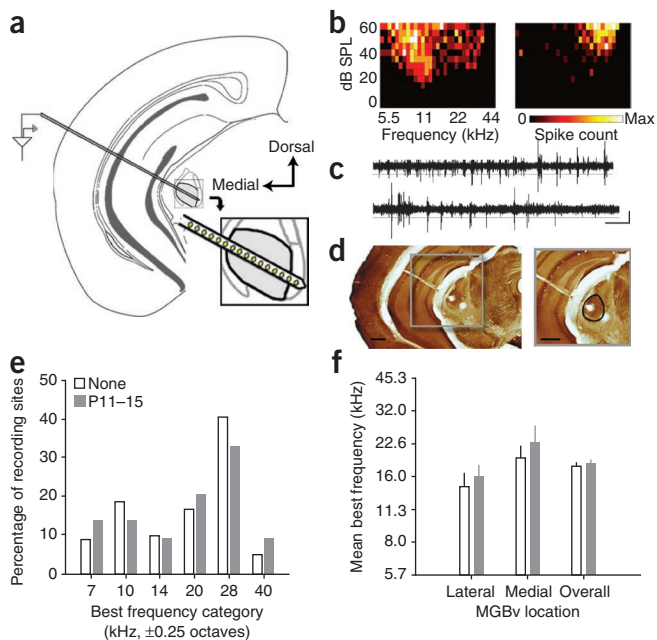 a
Dorsal
Medial
b
dB SPL
60
40
20
0
5.5 11 22 44
Frequency (kHz)
0 Max
Spike count
c
d
e
Percentage of recording sites
50
40
30
20
10
0
None
P11–15
7 10 14 20 28 40
Best frequency category
(kHz, ±0.25 octaves)
f
Mean best frequency (kHz)
45.3
32.0
22.6
16.0
11.3
8.0
5.7
Lateral Medial Overall
MGBv location